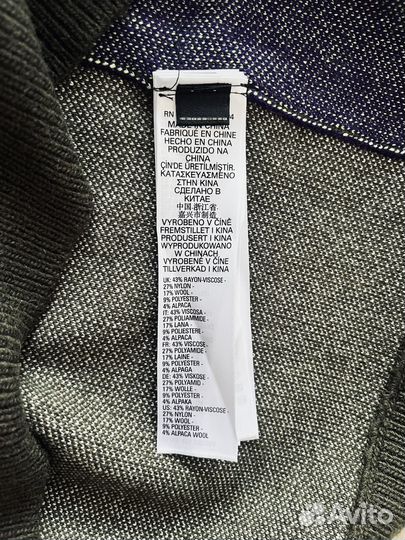 RN
MADE IN CHINA
FABRIQUÉ EN CHINE
HECHO EN CHINA
PRODUZIDO NA
CHINA
ÇİN'DE ÜRETİLMİŞTİR.
ΚΑΤΑΣΚΕΥΑΣΜΕΝΟ
ΣΤΗΝ ΚΙΝΑ
СДЕЛАНО В
КИТАЕ
中国.浙江省.
嘉兴市制造
VYROBENO V ČÍNĚ
FREMSTILLET I KINA
PRODUSERT I KINA
WYPRODUKOWANO
W CHINACH
VYROBENÉ V ČÍNE
TILLVERKAD I KINA
UK: 43% RAYON-VISCOSE -
27% NYLON -
17% WOOL -
9% POLYESTER -
4% ALPACA
IT: 43% VISCOSA -
27% POLIAMMIDE -
17% LANA -
9% POLIESTERE -
4% ALPACA
FR: 43% VISCOSE -
27% POLYAMIDE -
17% LAINE -
9% POLYESTER -
4% ALPAGA
DE: 43% VISKOSE -
27% POLYAMID -
17% WOLLE -
9% POLYESTER -
4% ALPAKA
US: 43% RAYON-VISCOSE -
27% NYLON -
17% WOOL -
9% POLYESTER -
4% ALPACA WOOL
Avito